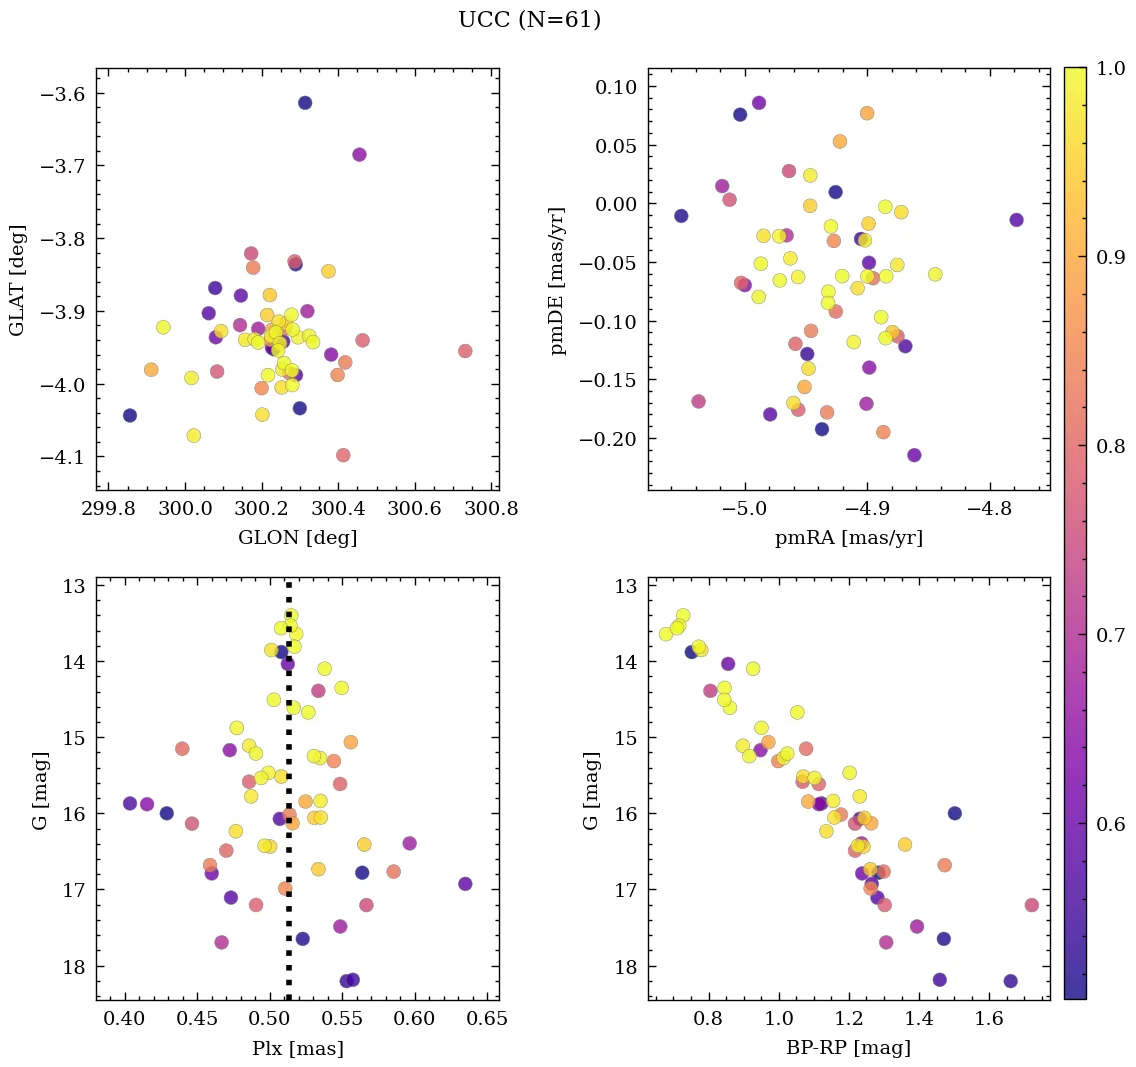 UCC (N=61)
−3.6
−3.7
−3.8
−3.9
−4.0
−4.1
GLAT [deg]
299.8 300.0 300.2 300.4 300.6 300.8
GLON [deg]
0.10
0.05
0.00
−0.05
−0.10
−0.15
−0.20
pmDE [mas/yr]
−5.0 −4.9 −4.8
pmRA [mas/yr]
13
14
15
16
17
18
G [mag]
0.40 0.45 0.50 0.55 0.60 0.65
Plx [mas]
13
14
15
16
17
18
G [mag]
0.8 1.0 1.2 1.4 1.6
BP-RP [mag]
1.0
0.9
0.8
0.7
0.6